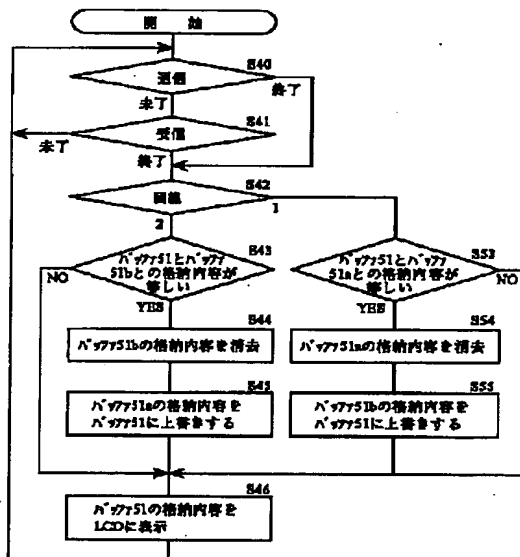 開始
S40
送信
終了
未了
S41
受信
未了
終了
S42
回線
1
2
S43
バッファ51とバッファ
51bとの格納内容が
等しい
NO
YES
S53
バッファ51とバッファ
51aとの格納内容が
等しい
NO
YES
S44
バッファ51bの格納内容を消去
S54
バッファ51aの格納内容を消去
S45
バッファ51aの格納内容を
バッファ51に上書きする
S55
バッファ51bの格納内容を
バッファ51に上書きする
S46
バッファ51の格納内容を
LCDに表示